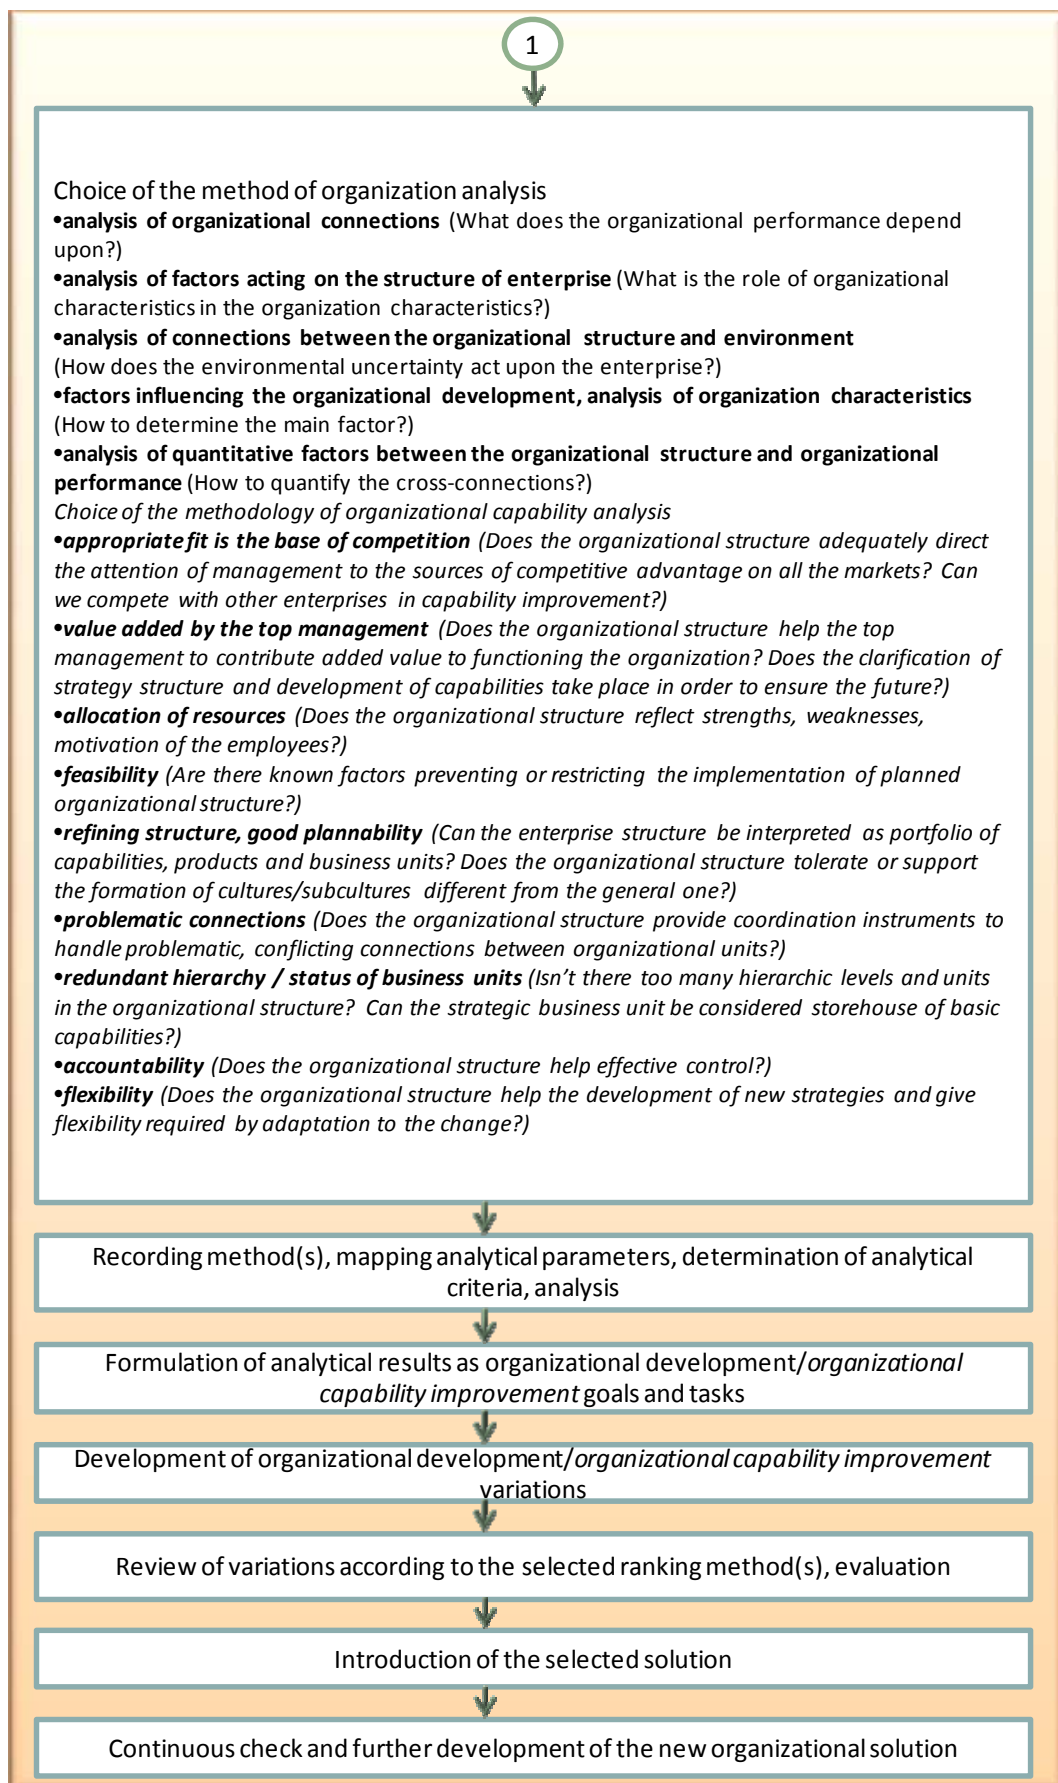 1
Choice of the method of organization analysis
•analysis of organizational connections (What does the organizational performance depend
upon?)
•analysis of factors acting on the structure of enterprise (What is the role of organizational
characteristics in the organization characteristics?)
•analysis of connections between the organizational structure and environment
(How does the environmental uncertainty act upon the enterprise?)
•factors influencing the organizational development, analysis of organization characteristics
(How to determine the main factor?)
•analysis of quantitative factors between the organizational structure and organizational
performance (How to quantify the cross-connections?)
Choice of the methodology of organizational capability analysis
•appropriate fit is the base of competition (Does the organizational structure adequately direct
the attention of management to the sources of competitive advantage on all the markets? Can
we compete with other enterprises in capability improvement?)
•value added by the top management (Does the organizational structure help the top
management to contribute added value to functioning the organization? Does the clarification of
strategy structure and development of capabilities take place in order to ensure the future?)
•allocation of resources (Does the organizational structure reflect strengths, weaknesses,
motivation of the employees?)
•feasibility (Are there known factors preventing or restricting the implementation of planned
organizational structure?)
•refining structure, good plannability (Can the enterprise structure be interpreted as portfolio of
capabilities, products and business units? Does the organizational structure tolerate or support
the formation of cultures/subcultures different from the general one?)
•problematic connections (Does the organizational structure provide coordination instruments to
handle problematic, conflicting connections between organizational units?)
•redundant hierarchy / status of business units (Isn't there too many hierarchic levels and units
in the organizational structure? Can the strategic business unit be considered storehouse of basic
capabilities?)
•accountability (Does the organizational structure help effective control?)
•flexibility (Does the organizational structure help the development of new strategies and give
flexibility required by adaptation to the change?)
Recording method(s), mapping analytical parameters, determination of analytical
criteria, analysis
Formulation of analytical results as organizational development/organizational
capability improvement goals and tasks
Development of organizational development/organizational capability improvement
variations
Review of variations according to the selected ranking method(s), evaluation
Introduction of the selected solution
Continuous check and further development of the new organizational solution